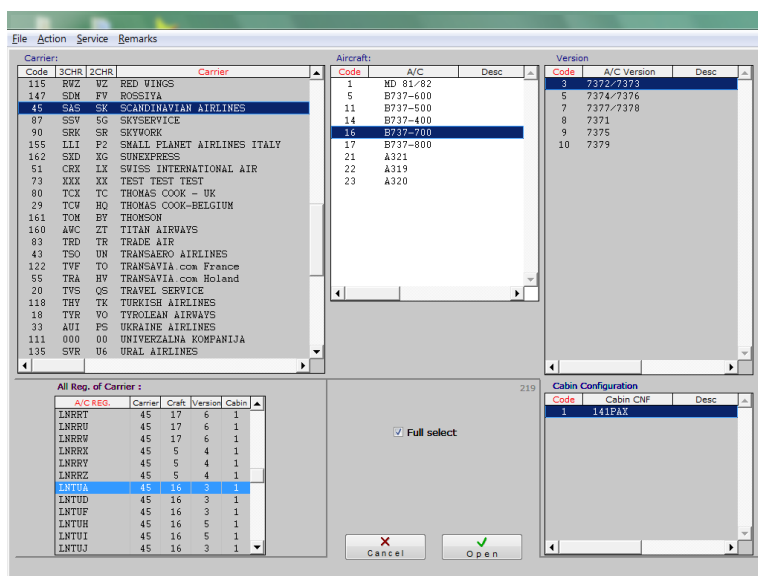 File Action Service Remarks
Carrier:
Code 3CHR 2CHR Carrier
115 RWZ WZ RED WINGS
147 SDM FV ROSSIYA
45 SAS SK SCANDINAVIAN AIRLINES
87 SSV 5G SKYSERVICE
90 SRK SR SKYWORK
155 LLI P2 SMALL PLANET AIRLINES ITALY
162 SXD XG SUNEXPRESS
51 CRX LX SWISS INTERNATIONAL AIR
73 XXX XX TEST TEST TEST
80 TCX TC THOMAS COOK - UK
29 TCW HQ THOMAS COOK-BELGIUM
161 TOM BY THOMSON
160 AWC ZT TITAN AIRWAYS
83 TRD TR TRADE AIR
43 TSO UN TRANSAERO AIRLINES
122 TVF TO TRANSAVIA.com France
55 TRA HV TRANSAVIA.com Holand
20 TVS QS TRAVEL SERVICE
118 THY TK TURKISH AIRLINES
18 TYR VO TYROLEAN AIRWAYS
33 AUI PS UKRAINE AIRLINES
111 000 00 UNIVERZALNA KOMPANIJA
135 SVR U6 URAL AIRLINES
Aircraft:
Code A/C Desc
1 MD 81/82
5 B737-600
11 B737-500
14 B737-400
16 B737-700
17 B737-800
21 A321
22 A319
23 A320
Version
Code A/C Version Desc
3 7372/7373
5 7374/7376
7 7377/7378
8 7371
9 7375
10 7379
All Reg. of Carrier :
A/C REG. Carrier Craft Version Cabin
LNRRT 45 17 6 1
LNRRU 45 17 6 1
LNRRW 45 17 6 1
LNRRX 45 5 4 1
LNRRY 45 5 4 1
LNRRZ 45 5 4 1
LNTUA 45 16 3 1
LNTUD 45 16 3 1
LNTUF 45 16 3 1
LNTUH 45 16 5 1
LNTUI 45 16 5 1
LNTUJ 45 16 3 1
219
Full select
Cancel Open
Cabin Configuration
Code Cabin CNF Desc
1 141PAX